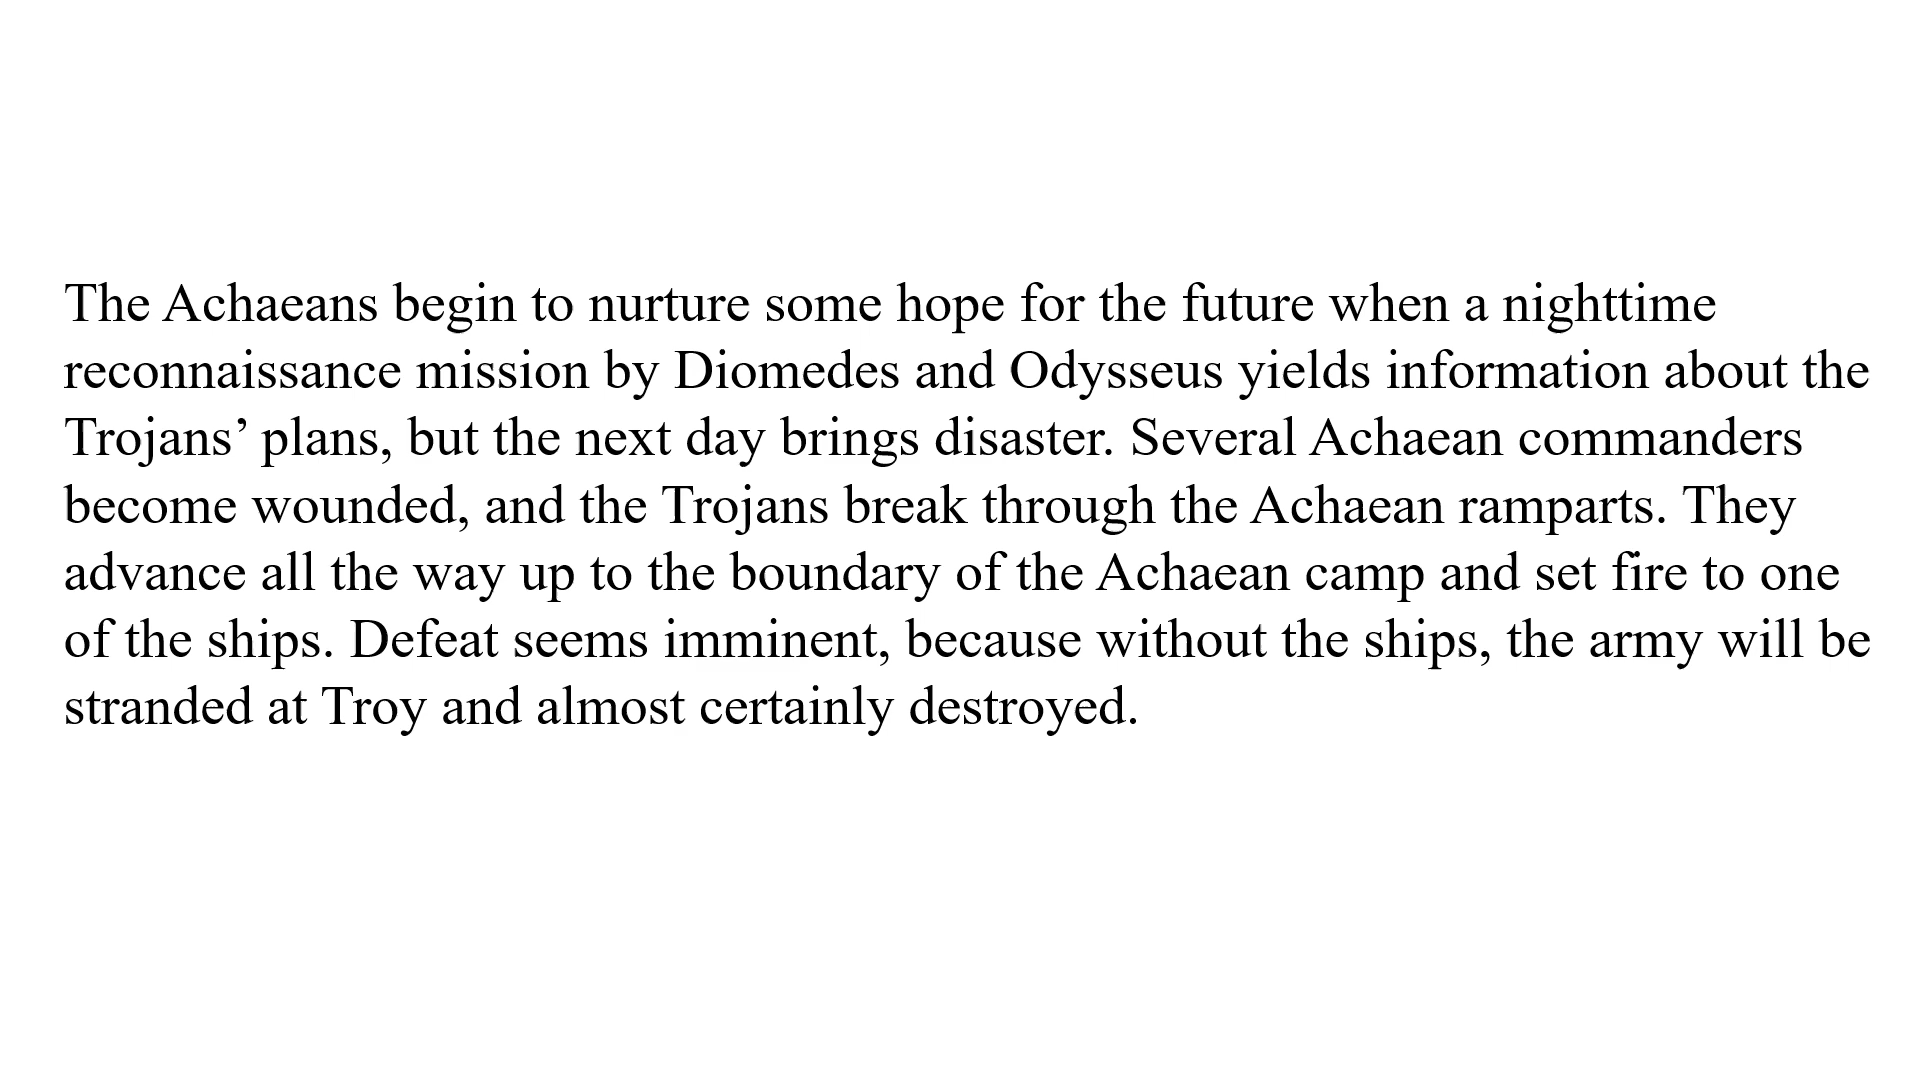 The Achaeans begin to nurture some hope for the future when a nighttime
reconnaissance mission by Diomedes and Odysseus yields information about the
Trojans’ plans, but the next day brings disaster. Several Achaean commanders
become wounded, and the Trojans break through the Achaean ramparts. They
advance all the way up to the boundary of the Achaean camp and set fire to one
of the ships. Defeat seems imminent, because without the ships, the army will be
stranded at Troy and almost certainly destroyed.